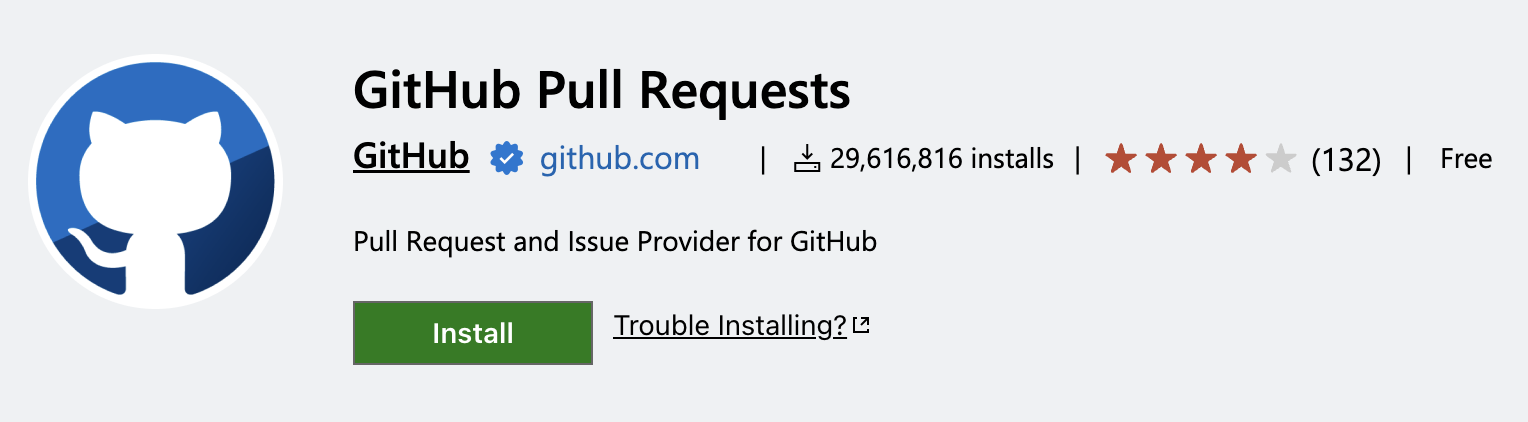 GitHub Pull Requests
GitHub github.com | 29,616,816 installs | (132) | Free
Pull Request and Issue Provider for GitHub
Install Trouble Installing?